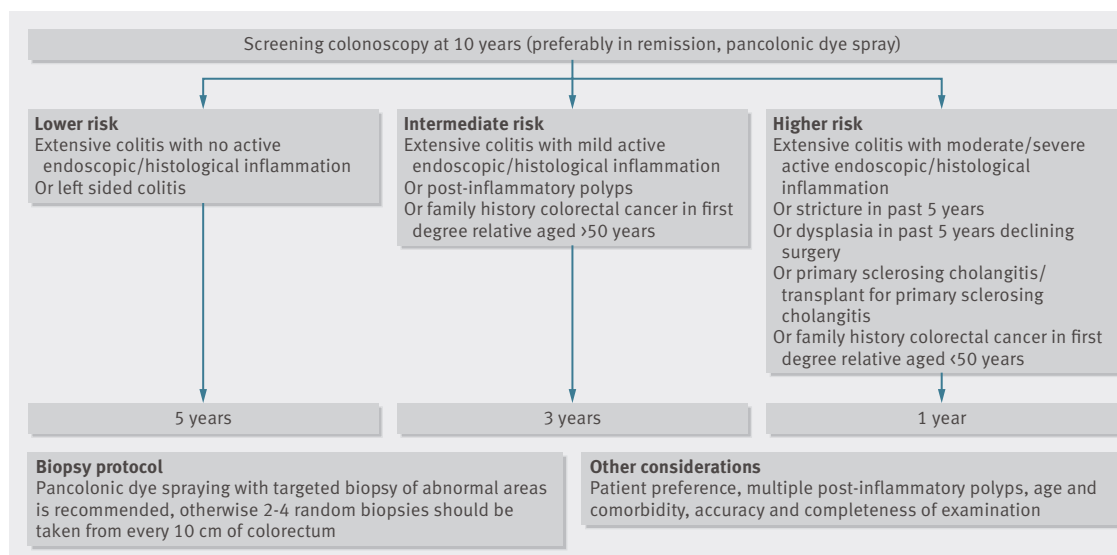 Screening colonoscopy at 10 years (preferably in remission, pancolonic dye spray)
Lower risk
Extensive colitis with no active
endoscopic/histological inflammation
Or left sided colitis
Intermediate risk
Extensive colitis with mild active
endoscopic/histological inflammation
Or post-inflammatory polyps
Or family history colorectal cancer in first
degree relative aged >50 years
Higher risk
Extensive colitis with moderate/severe
active endoscopic/histological
inflammation
Or stricture in past 5 years
Or dysplasia in past 5 years declining
surgery
Or primary sclerosing cholangitis/
transplant for primary sclerosing
cholangitis
Or family history colorectal cancer in first
degree relative aged <50 years
5 years
3 years
1 year
Biopsy protocol
Pancolonic dye spraying with targeted biopsy of abnormal areas
is recommended, otherwise 2-4 random biopsies should be
taken from every 10 cm of colorectum
Other considerations
Patient preference, multiple post-inflammatory polyps, age and
comorbidity, accuracy and completeness of examination